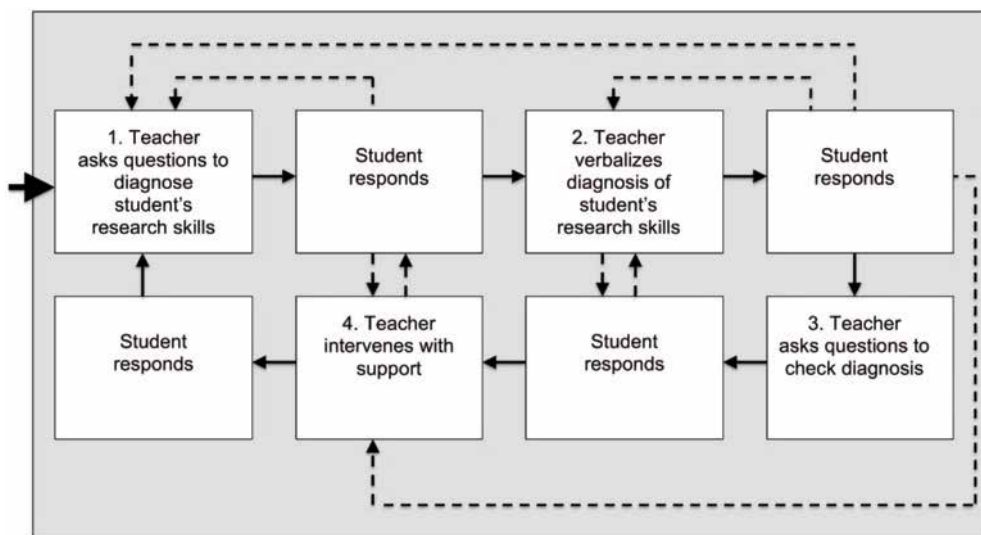 1. Teacher
asks questions to
diagnose
student's
research skills
Student
responds
2. Teacher
verbalizes
diagnosis of
student's
research skills
Student
responds
Student
responds
4. Teacher
intervenes with
support
Student
responds
3. Teacher
asks questions to
check diagnosis